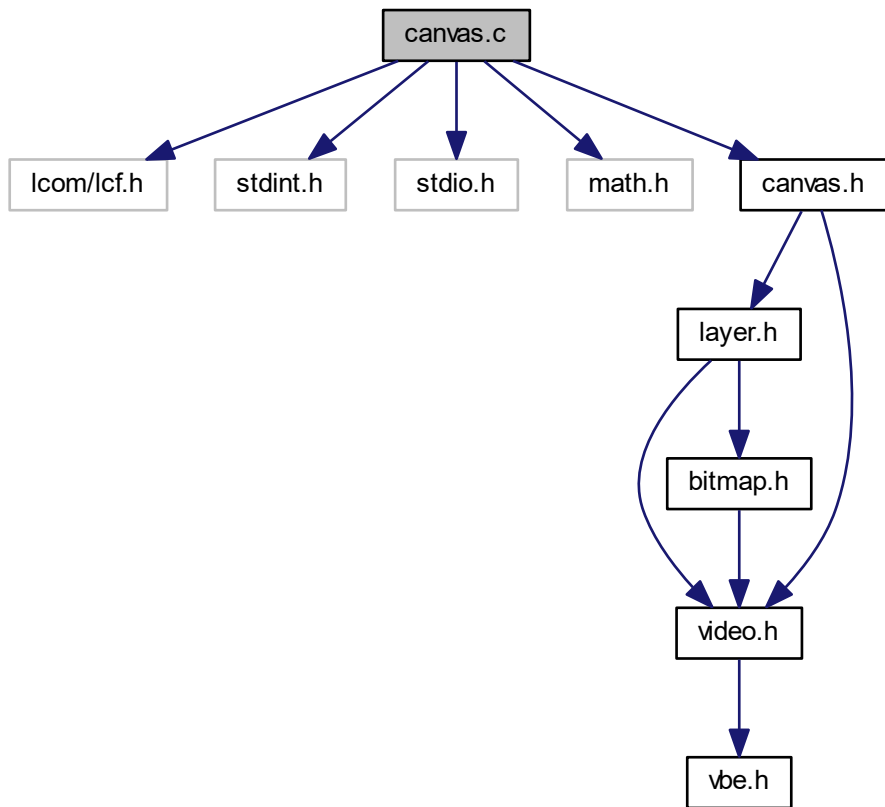 canvas.c
lcom/lcf.h
stdint.h
stdio.h
math.h
canvas.h
layer.h
bitmap.h
video.h
vbe.h